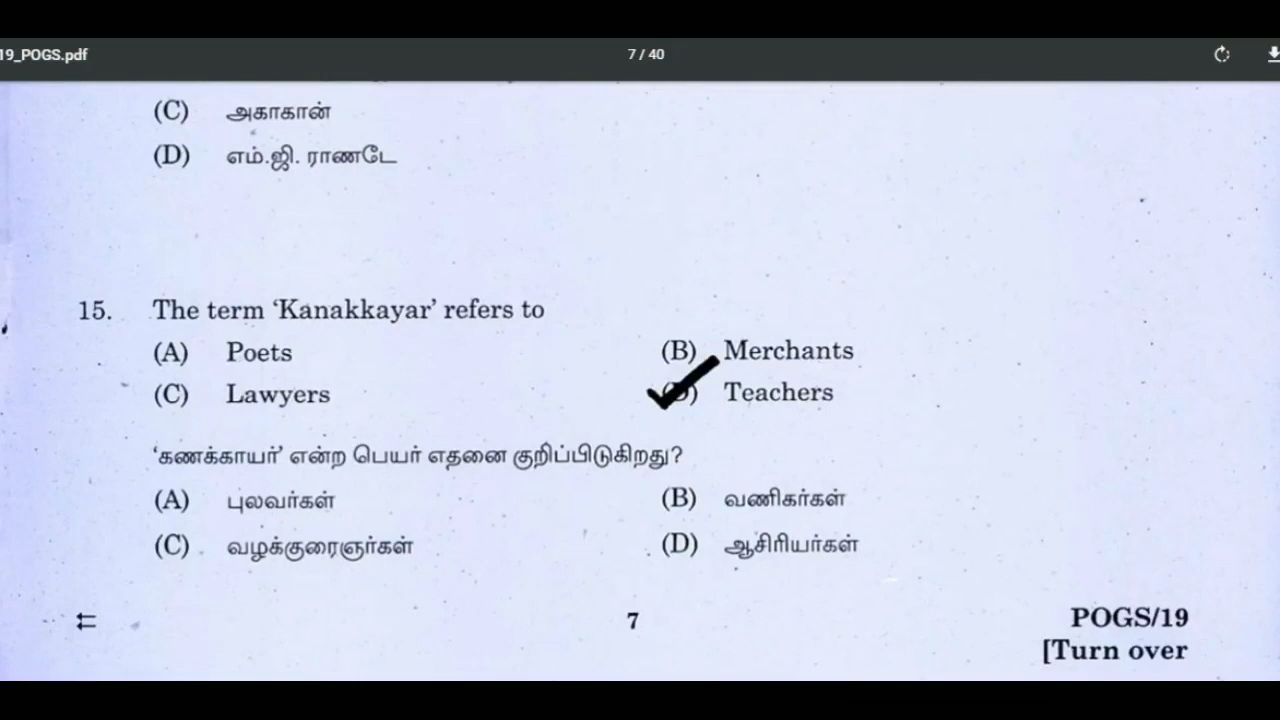 19_POGS.pdf 7 / 40
(C) அகாகான்
(D) எம்.ஜி. ராணடே
15. The term ‘Kanakkayar’ refers to
(A) Poets (B) Merchants
(C) Lawyers (D) Teachers
‘கணக்காயர்’ என்ற பெயர் எதனை குறிப்பிடுகிறது?
(A) புலவர்கள் (B) வணிகர்கள்
(C) வழக்குரைஞர்கள் (D) ஆசிரியர்கள்
7 POGS/19
[Turn over